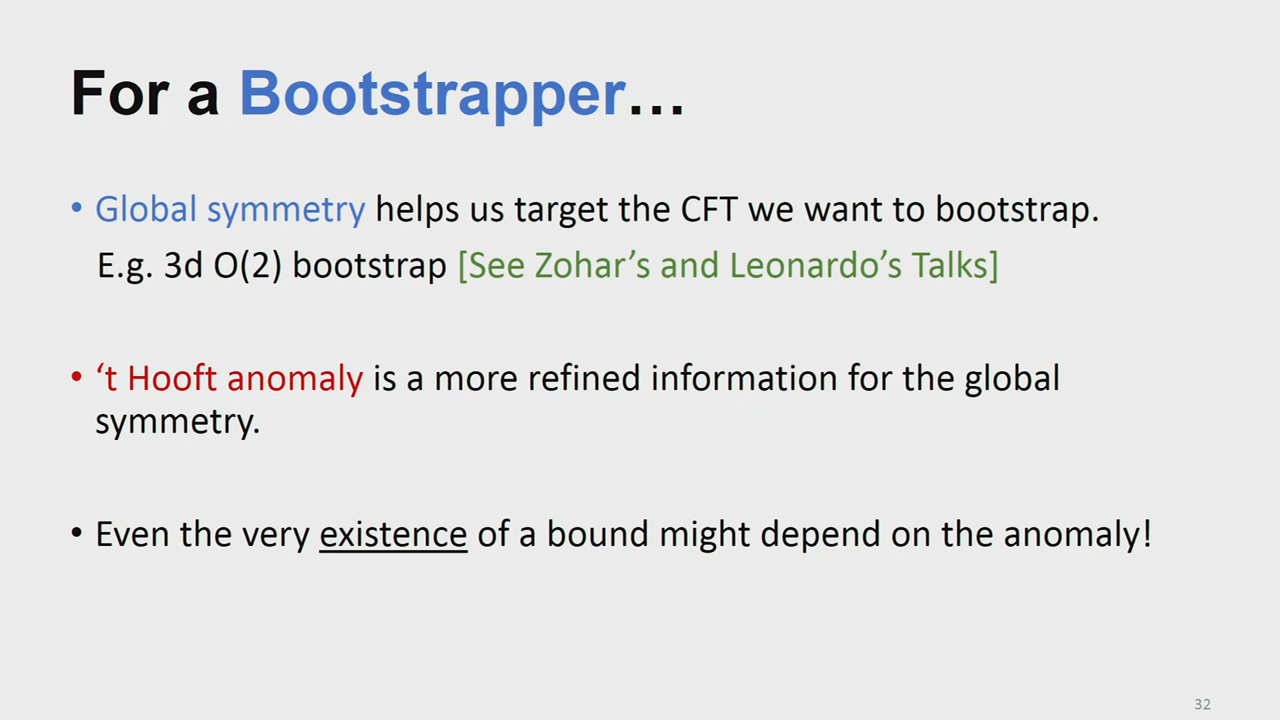 For a Bootstrapper…
• Global symmetry helps us target the CFT we want to bootstrap.
E.g. 3d O(2) bootstrap [See Zohar’s and Leonardo’s Talks]
• ‘t Hooft anomaly is a more refined information for the global
symmetry.
• Even the very existence of a bound might depend on the anomaly!
32